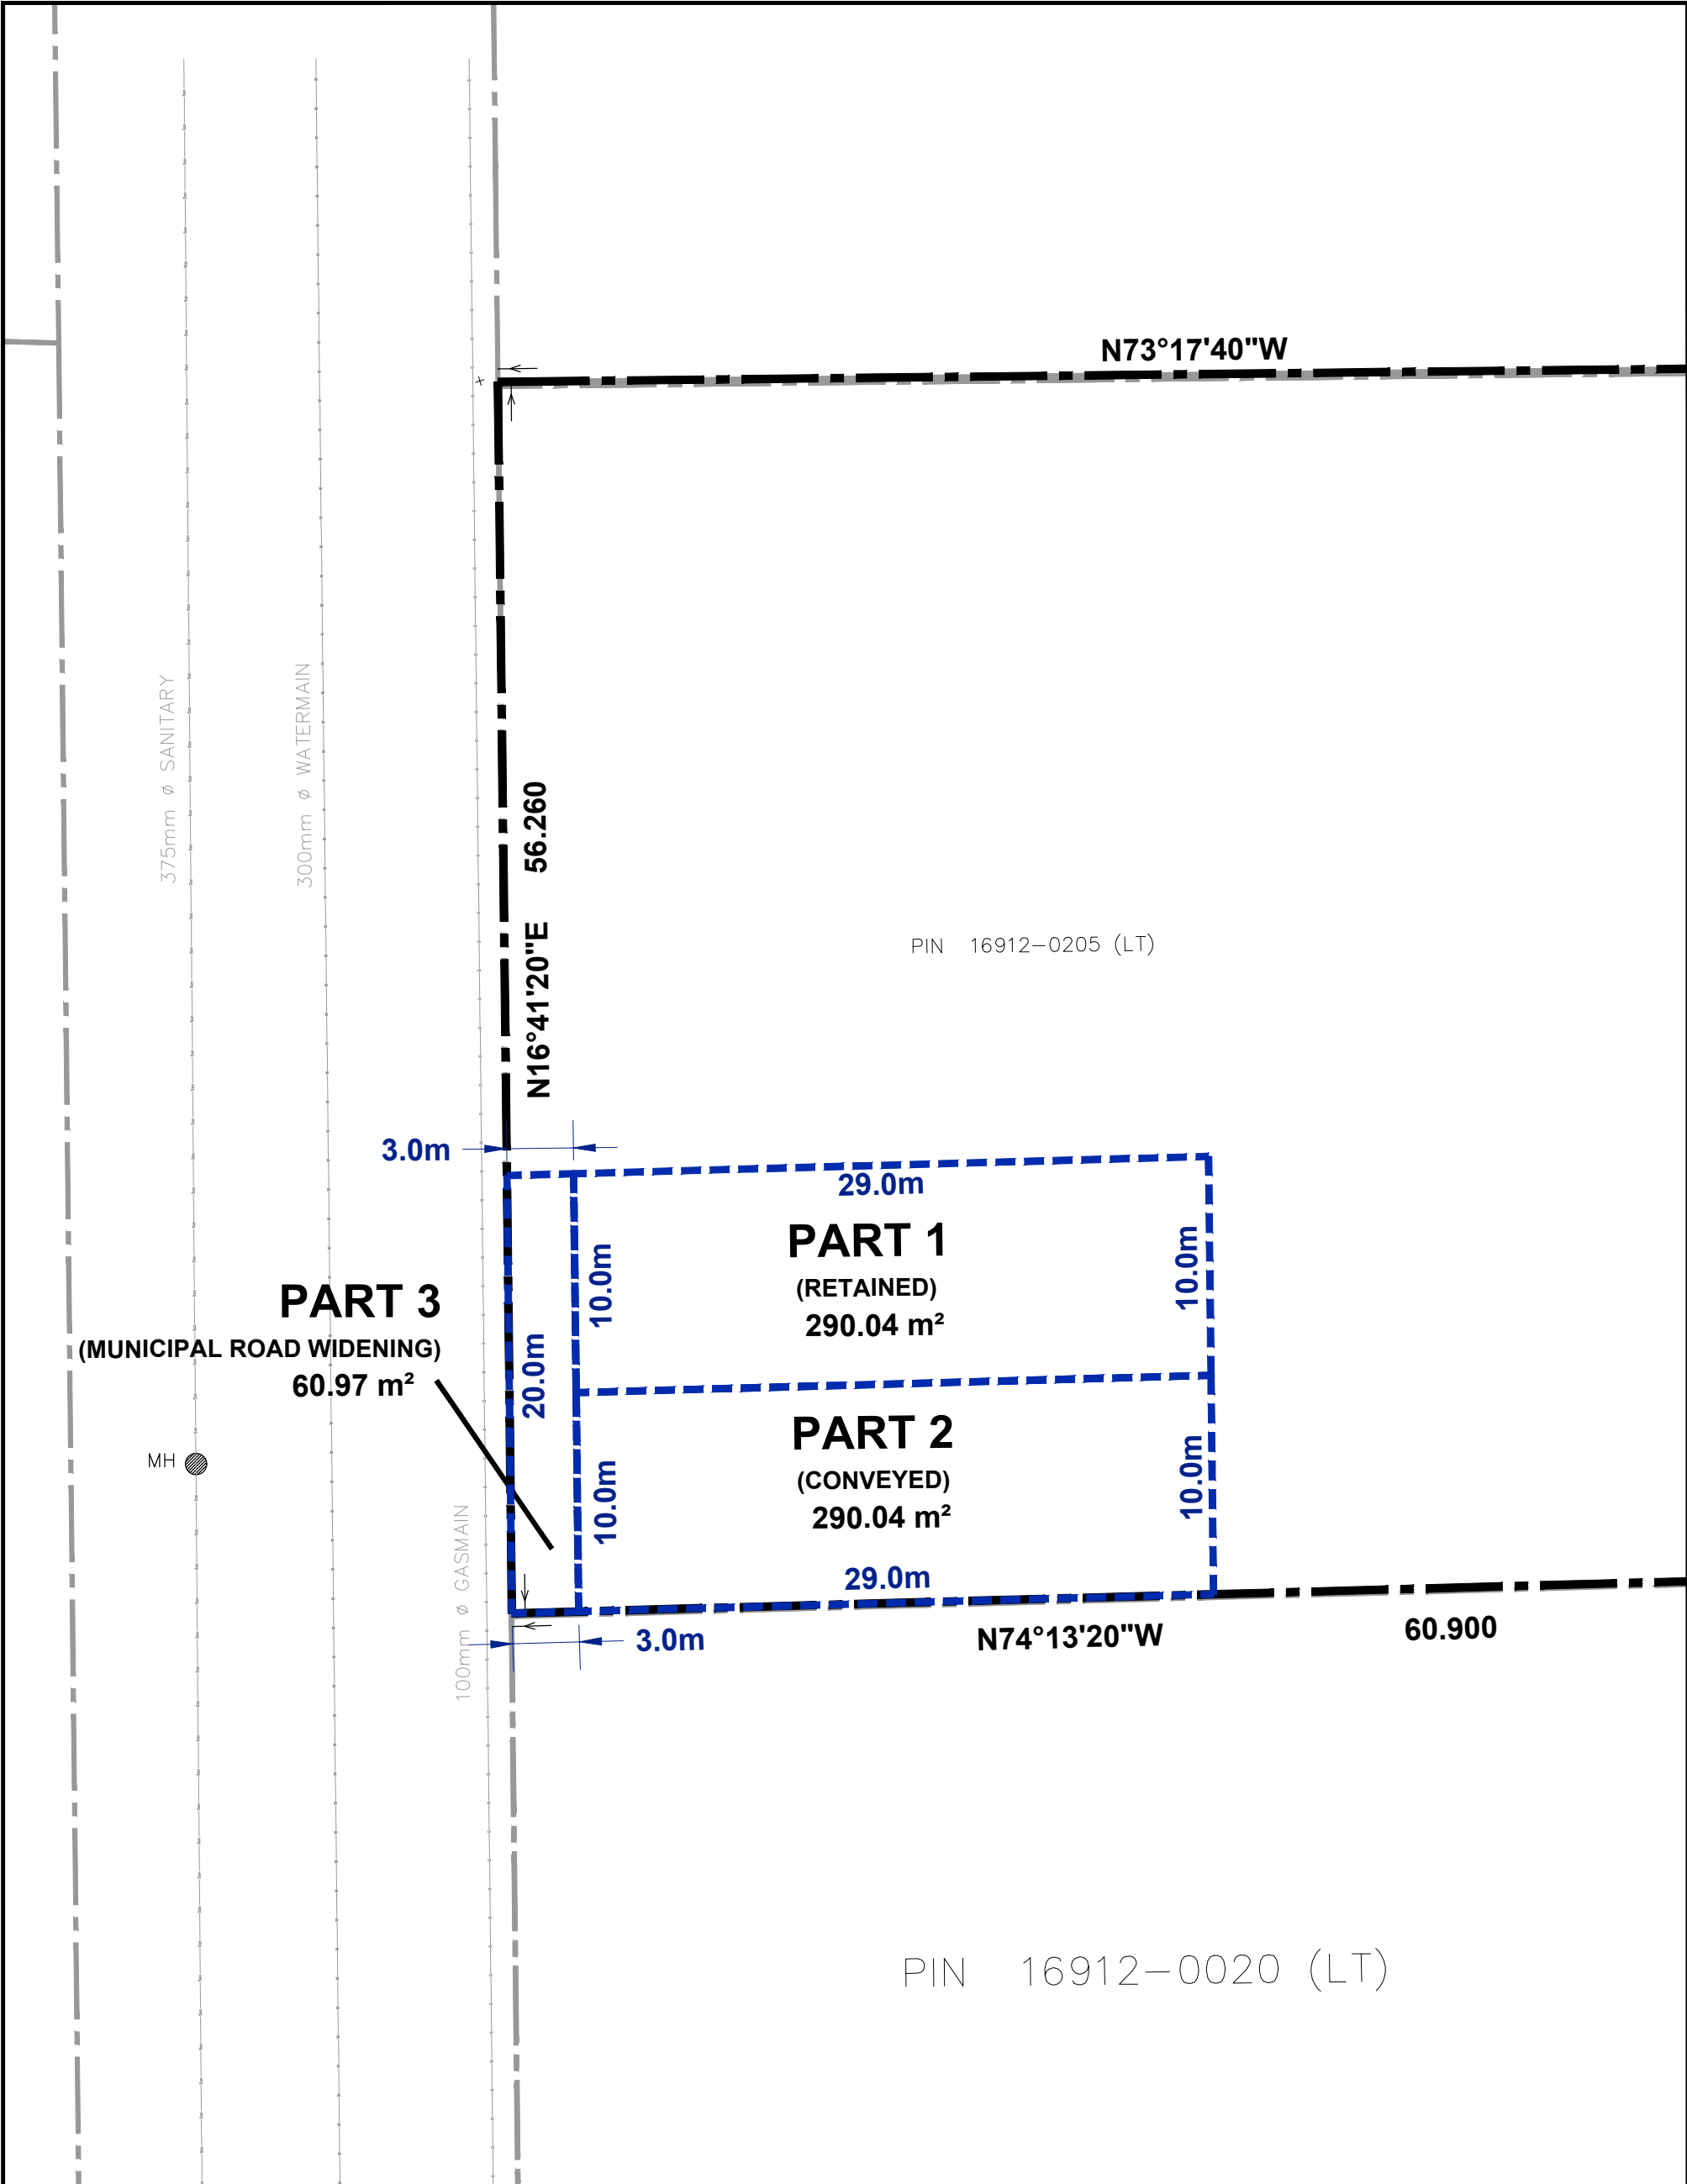 N73°17'40"W
375mm ø SANITARY
300mm ø WATERMAIN
N16°41'20"E 56.260
PIN 16912-0205 (LT)
3.0m
29.0m
PART 1
(RETAINED)
290.04 m²
10.0m
10.0m
PART 3
(MUNICIPAL ROAD WIDENING)
60.97 m²
20.0m
PART 2
(CONVEYED)
290.04 m²
10.0m
10.0m
MH
100mm ø GASMAIN
29.0m
3.0m
N74°13'20"W
60.900
PIN 16912-0020 (LT)